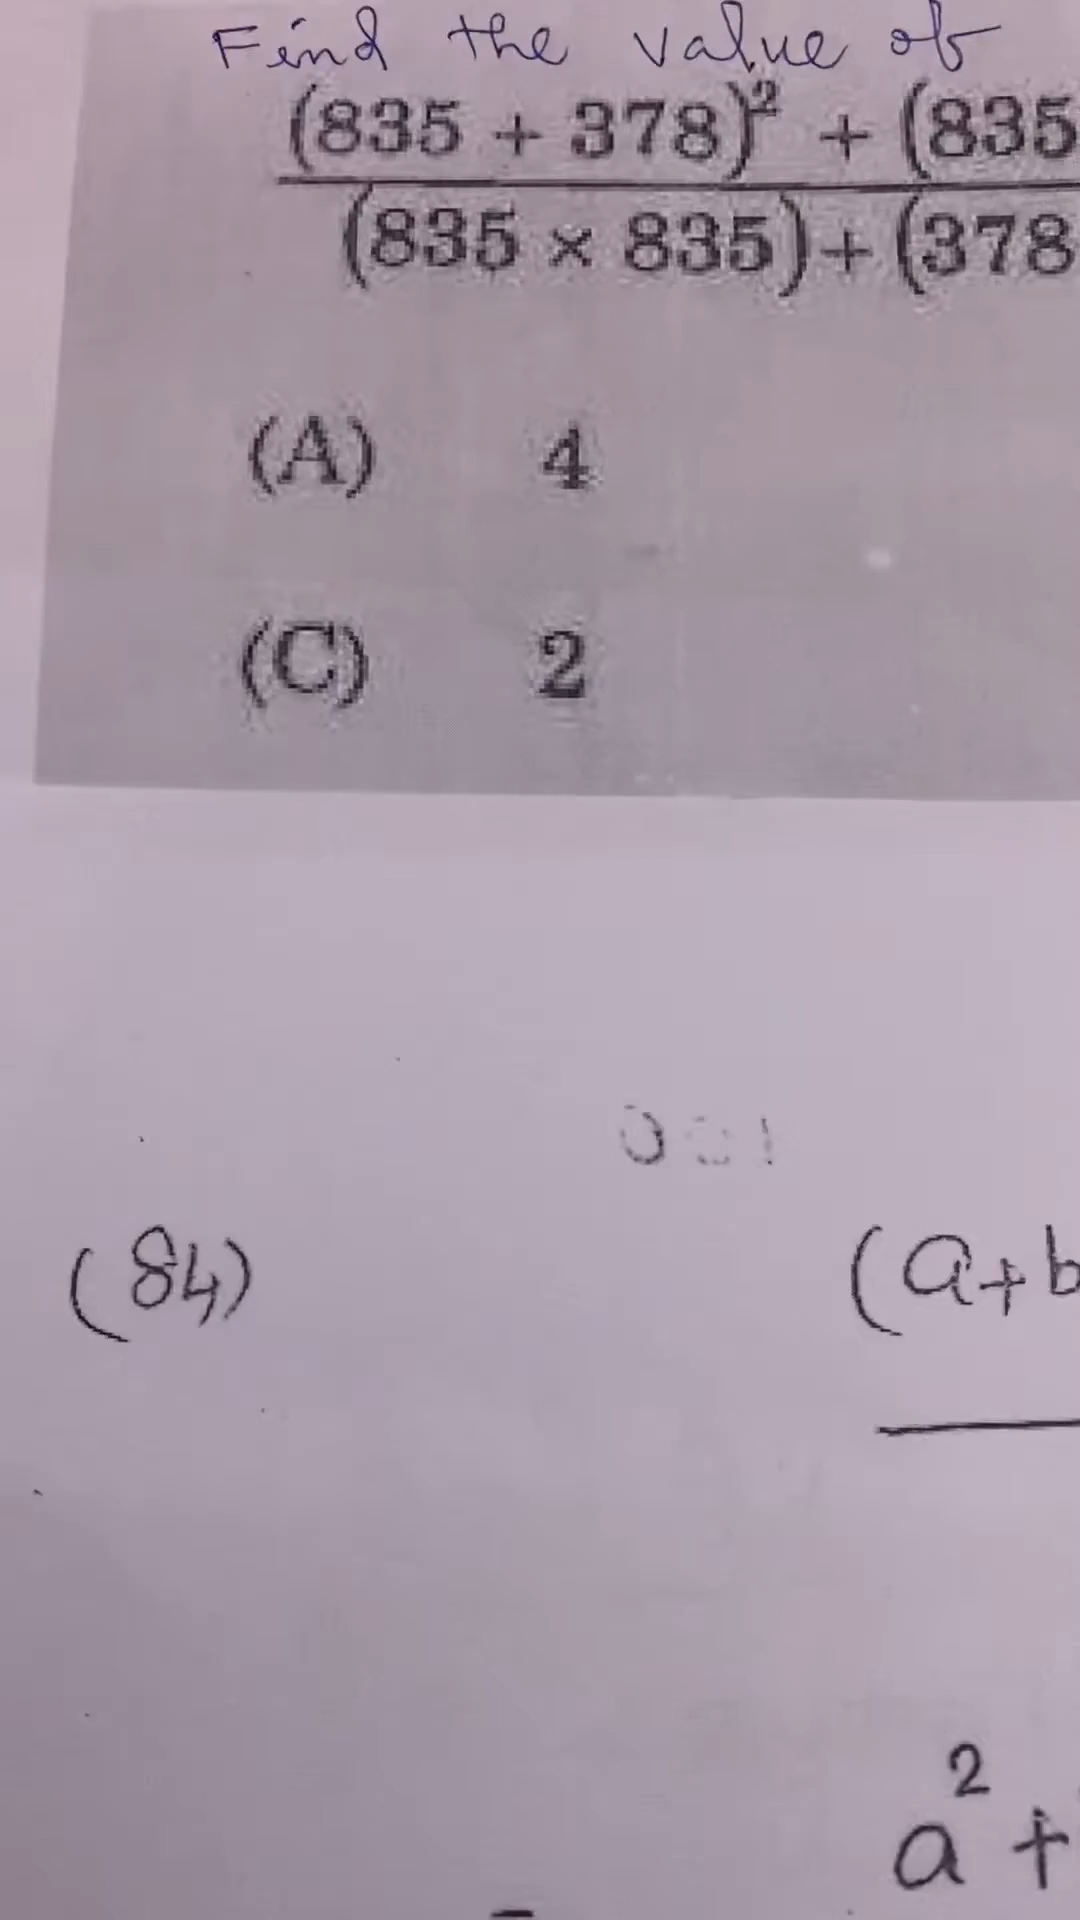 Find the value of
(835 + 378)² + (835
(835 × 835) + (378
(A) 4
(C) 2
(84) (a+b
a² +